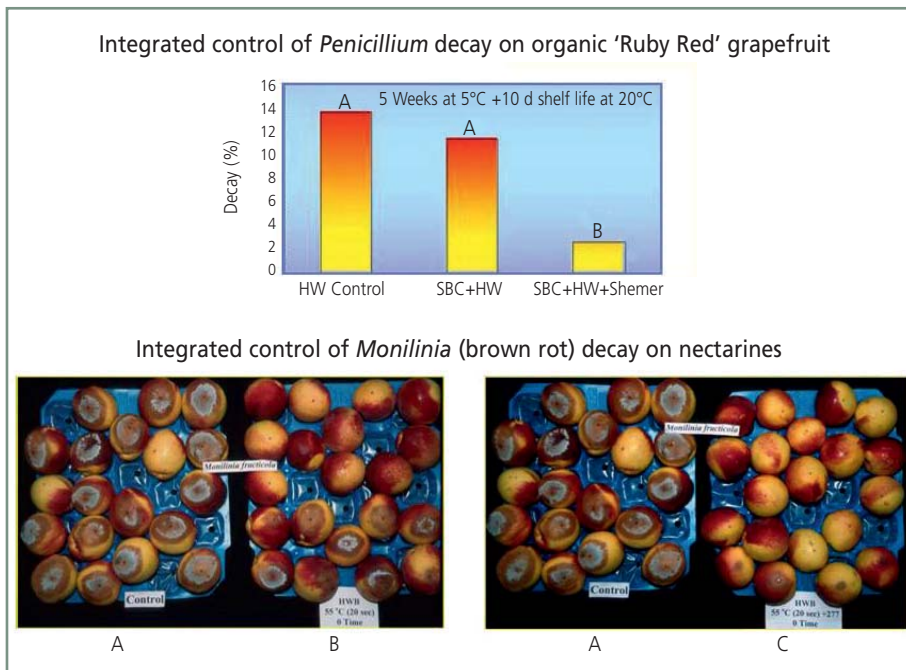 Integrated control of Penicillium decay on organic ‘Ruby Red’ grapefruit
16
14
12
10
8
6
4
2
0
Decay (%)
5 Weeks at 5°C +10 d shelf life at 20°C
A
A
B
HW Control
SBC+HW
SBC+HW+Shemer
Integrated control of Monilinia (brown rot) decay on nectarines
Monilinia fructicola
Control
HWB
55 °C (20 sec)
0 Time
A
B
Monilinia fructicola
Control
HWB
55 °C (20 sec) +277
0 Time
A
C